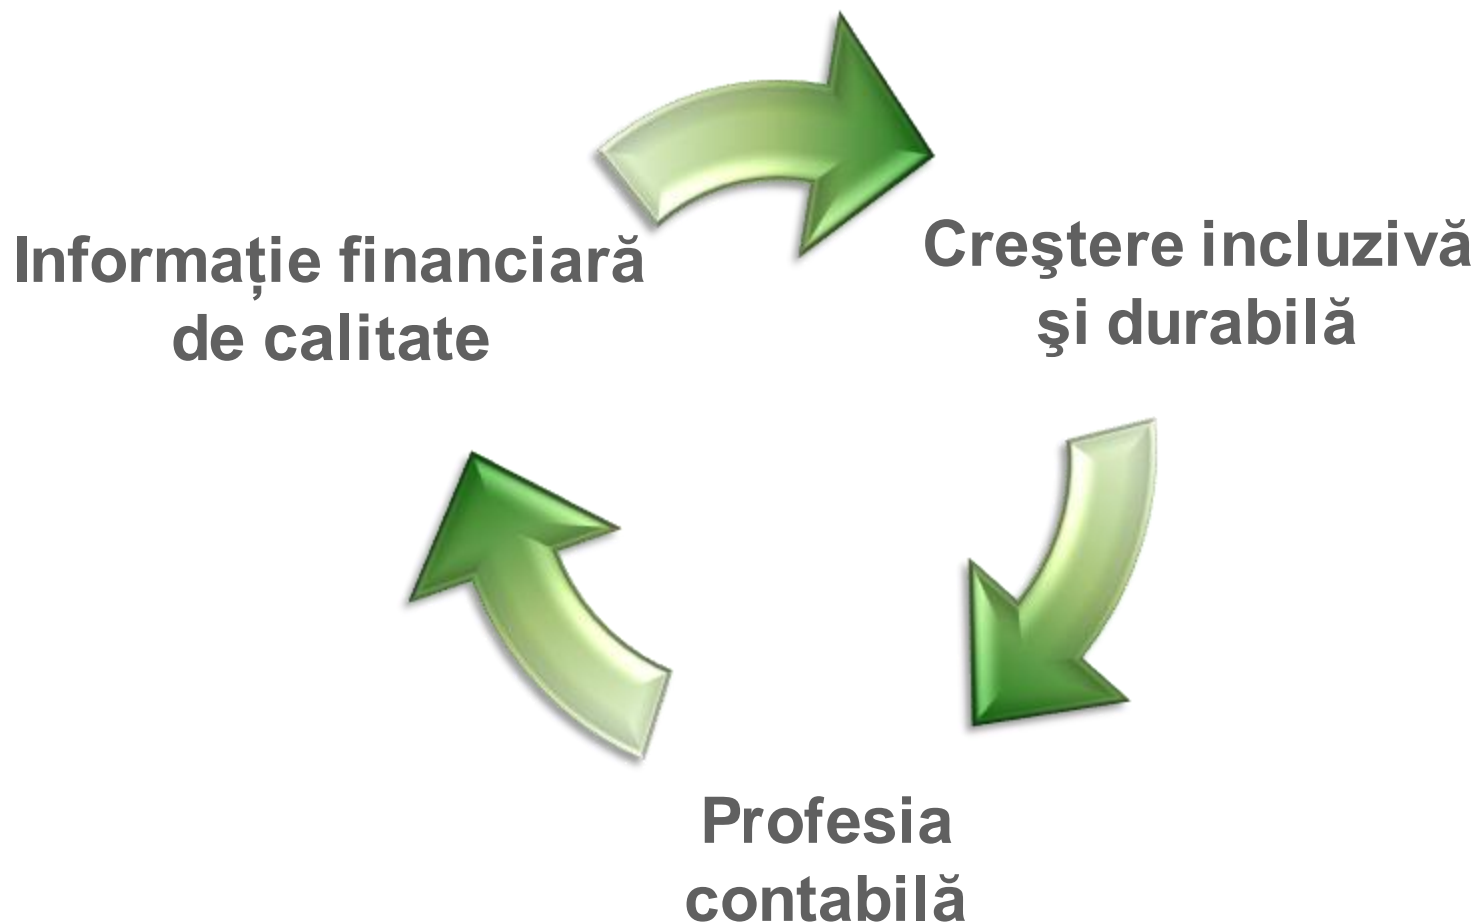 Informație financiară
de calitate
Creştere incluzivă
şi durabilă
Profesia
contabilă